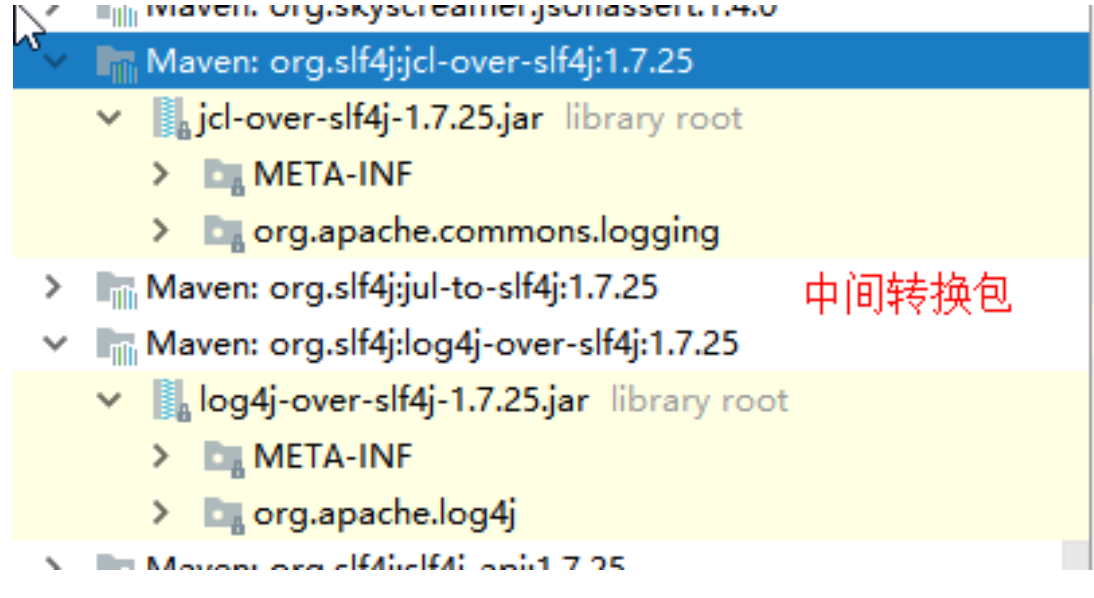 Maven: org.skyscreamer:jsonassert:1.4.0
Maven: org.slf4j:jcl-over-slf4j:1.7.25
jcl-over-slf4j-1.7.25.jar library root
META-INF
org.apache.commons.logging
Maven: org.slf4j:jul-to-slf4j:1.7.25 中间转换包
Maven: org.slf4j:log4j-over-slf4j:1.7.25
log4j-over-slf4j-1.7.25.jar library root
META-INF
org.apache.log4j
Maven: org.slf4j:slf4j-api:1.7.25